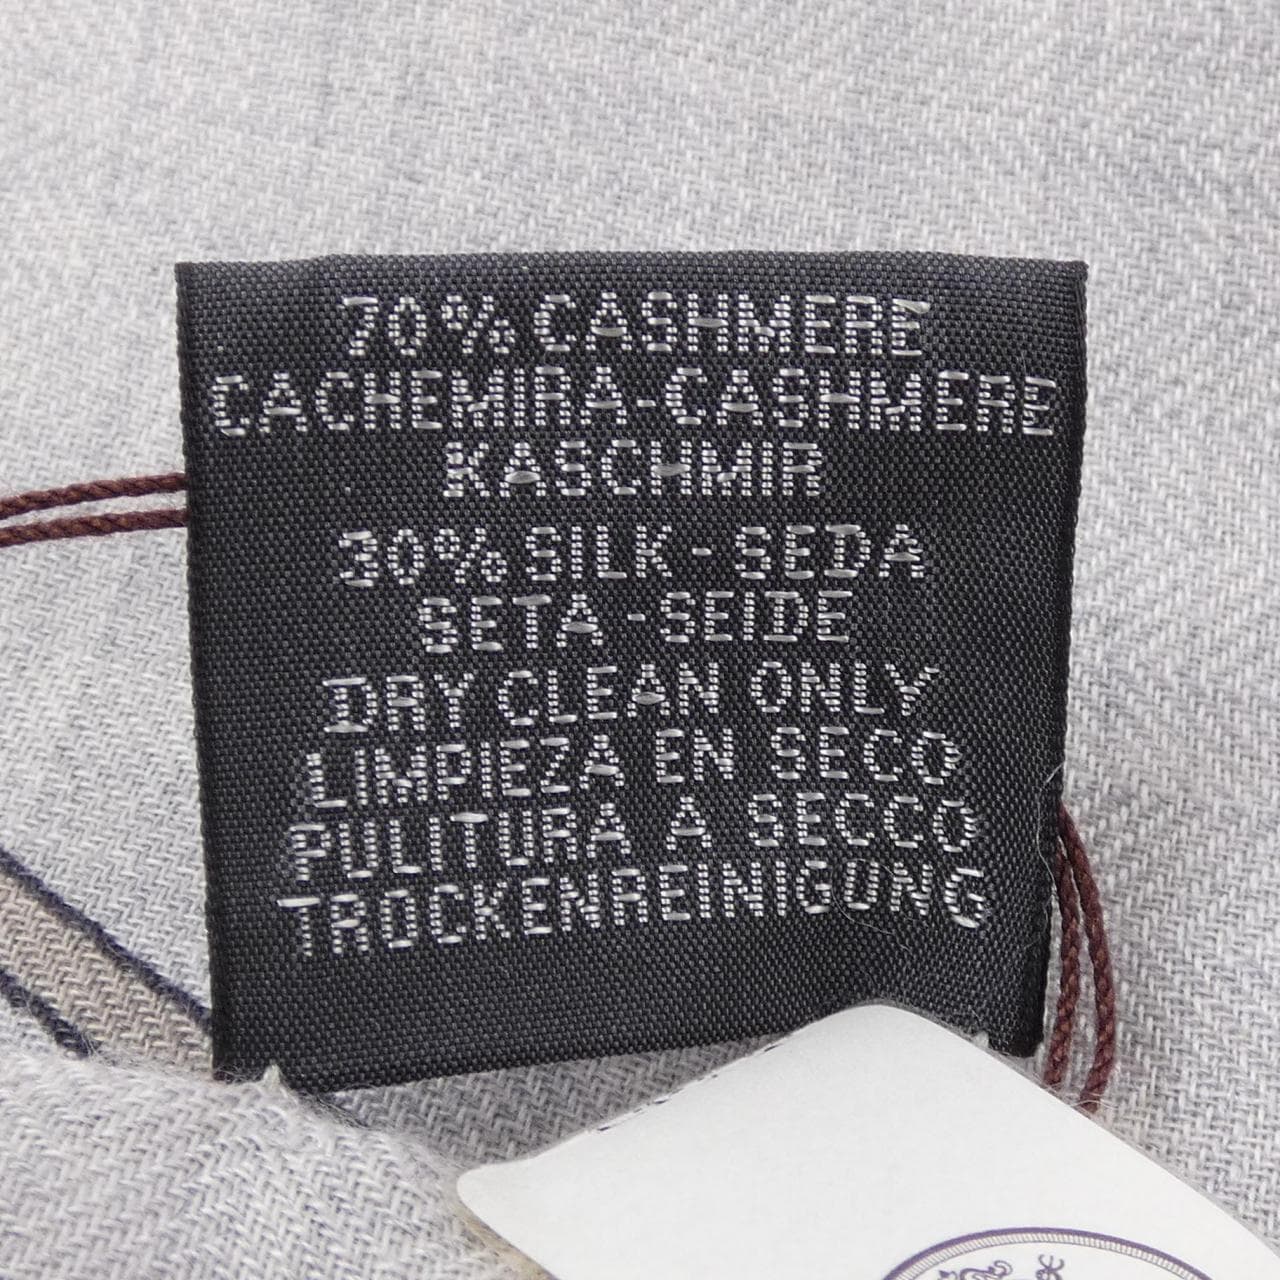 70% CASHMERE
CACHEMIRA-CASHMERE
KASCHMIR
30% SILK - SEDA
SETA - SEIDE
DRY CLEAN ONLY
LIMPIEZA EN SECO
PULITURA A SECCO
TROCKENREINIGUNG